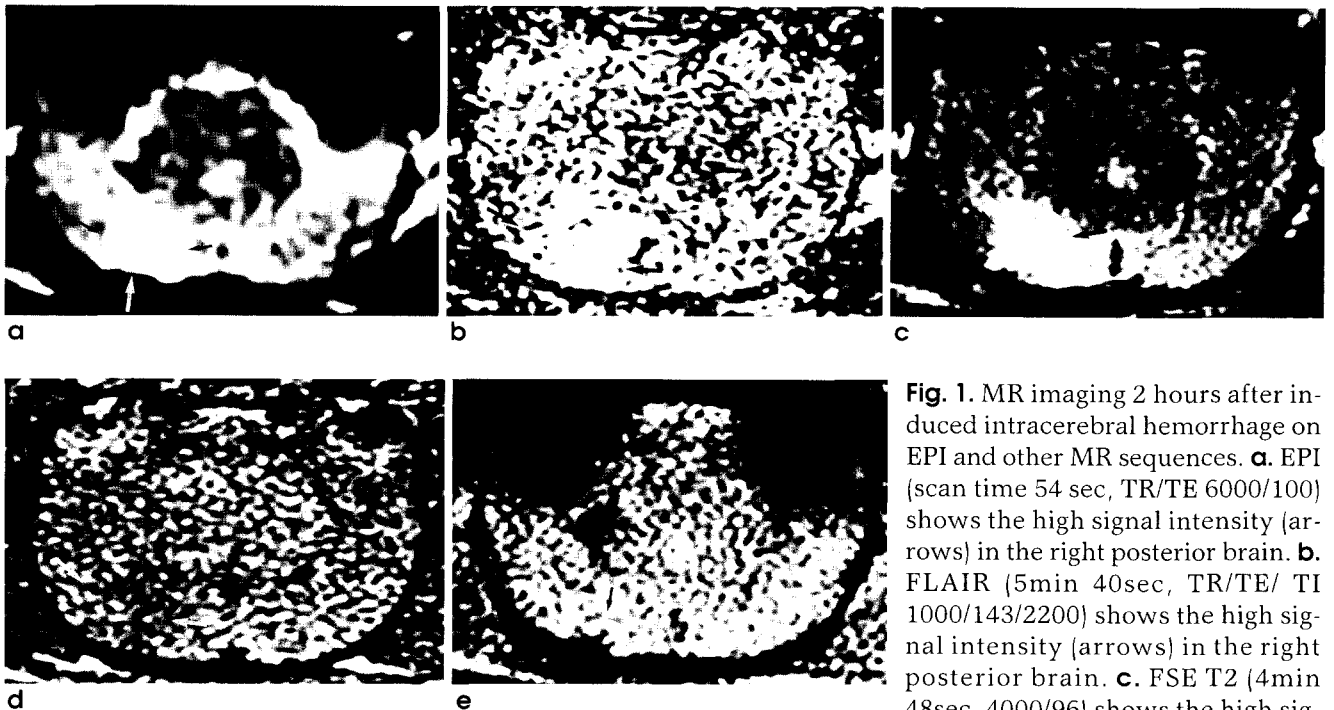 a
b
c
d
e
Fig. 1. MR imaging 2 hours after in-
duced intracerebral hemorrhage on
EPI and other MR sequences. a. EPI
(scan time 54 sec, TR/TE 6000/100)
shows the high signal intensity (ar-
rows) in the right posterior brain. b.
FLAIR (5min 40sec, TR/TE/ TI
1000/143/2200) shows the high sig-
nal intensity (arrows) in the right
posterior brain. c. FSE T2 (4min
48sec, 4000/96) shows the high sig-